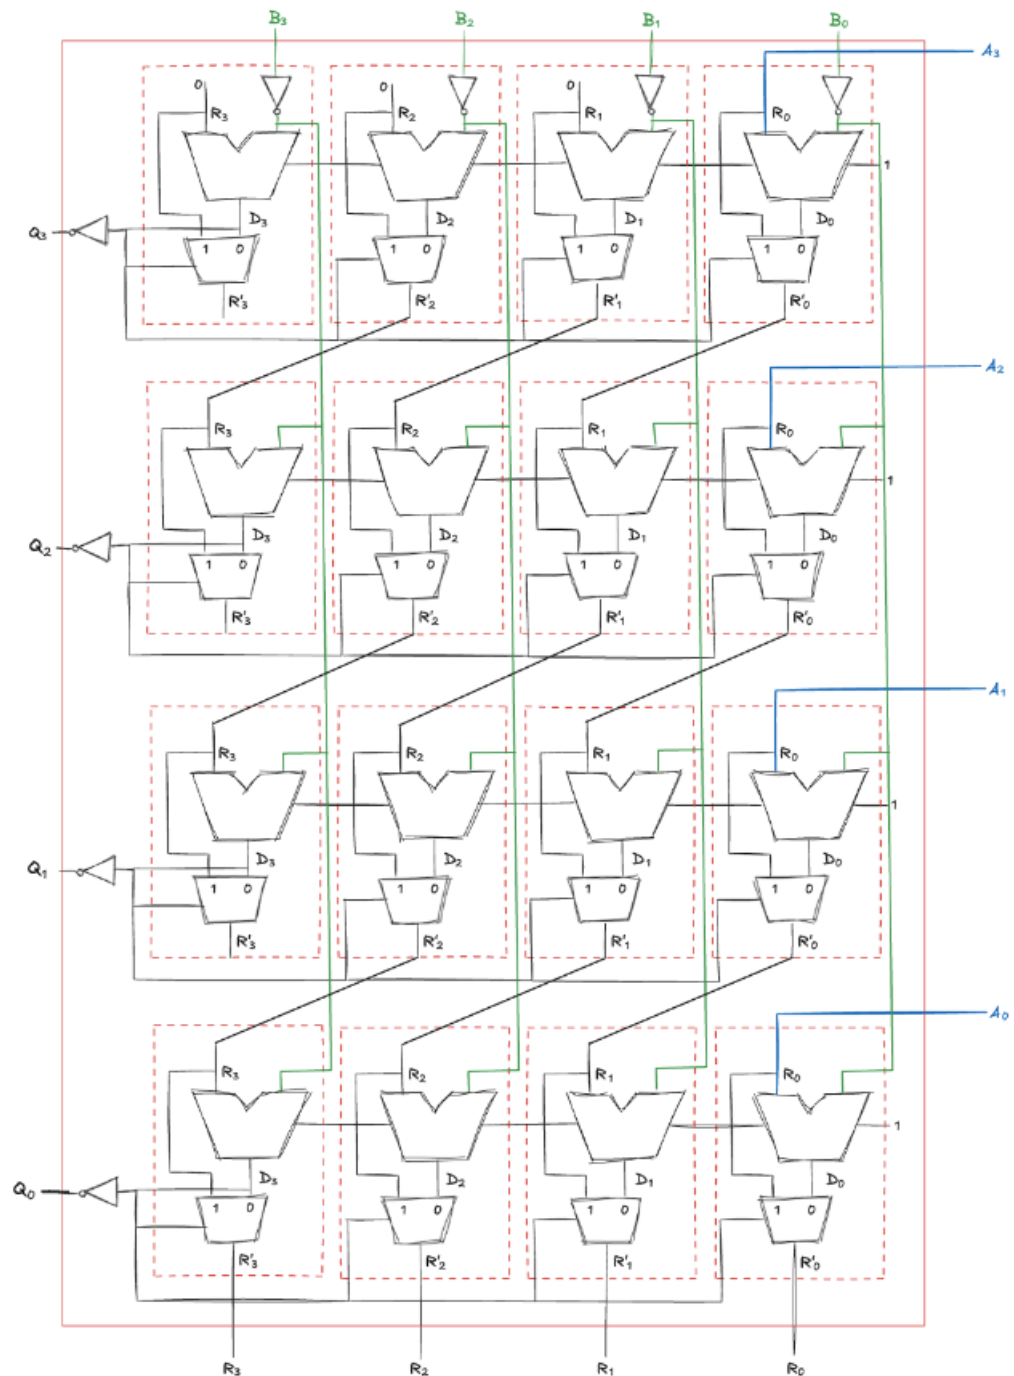 B₃ B₂ B₁ B₀
A₃
0 0 0
R₃ R₂ R₁ R₀
1
D₃ D₂ D₁ D₀
Q₃
1 0 1 0 1 0 1 0
R'₃ R'₂ R'₁ R'₀
A₂
R₃ R₂ R₁ R₀
1
D₃ D₂ D₁ D₀
Q₂
1 0 1 0 1 0 1 0
R'₃ R'₂ R'₁ R'₀
A₁
R₃ R₂ R₁ R₀
1
D₃ D₂ D₁ D₀
Q₁
1 0 1 0 1 0 1 0
R'₃ R'₂ R'₁ R'₀
A₀
R₃ R₂ R₁ R₀
1
D₃ D₂ D₁ D₀
Q₀
1 0 1 0 1 0 1 0
R'₃ R'₂ R'₁ R'₀
R₃ R₂ R₁ R₀